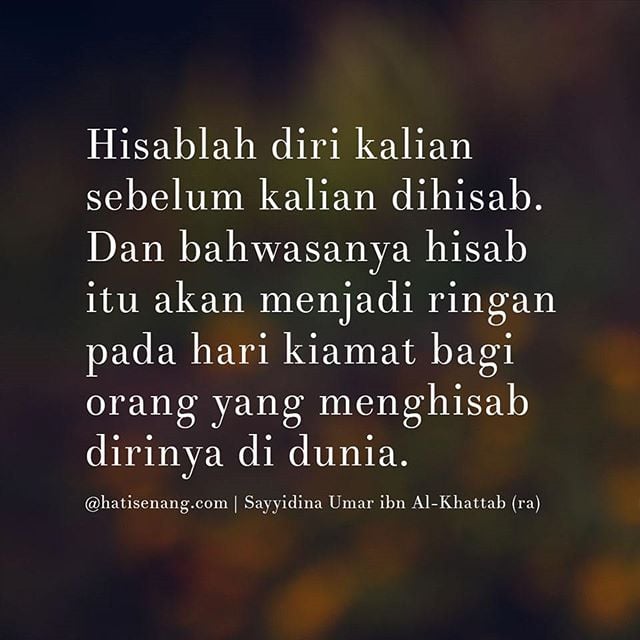 Hisablah diri kalian
sebelum kalian dihisab.
Dan bahwasanya hisab
itu akan menjadi ringan
pada hari kiamat bagi
orang yang menghisab
dirinya di dunia.
@hatisenang.com | Sayyidina Umar ibn Al-Khattab (ra)